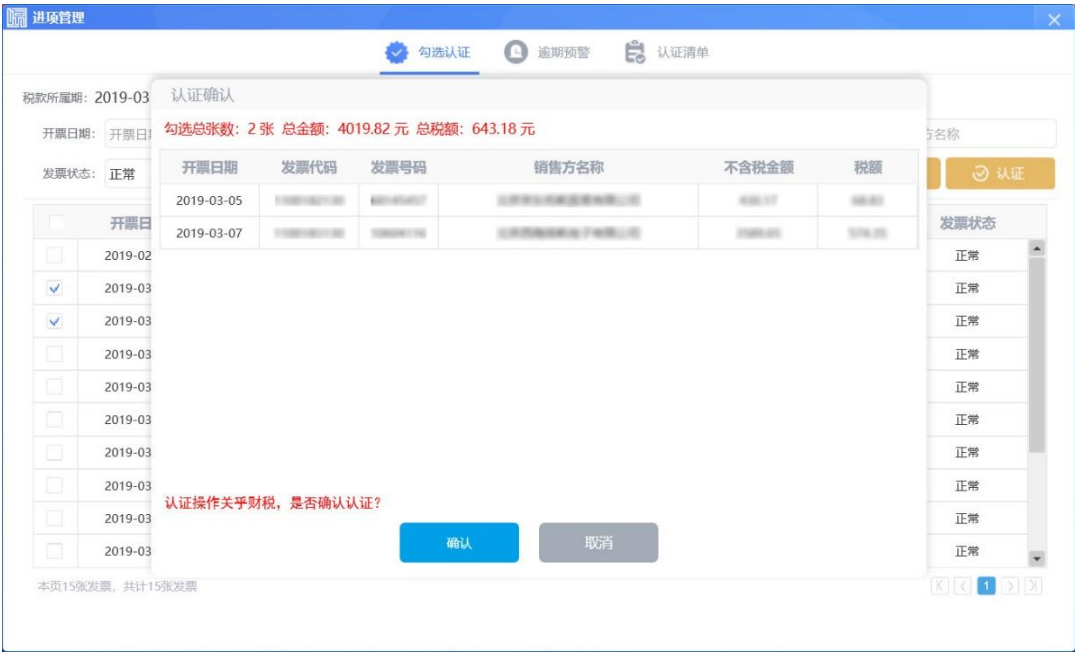 进项管理
勾选认证 逾期预警 认证清单
税款所属期: 2019-03
认证确认
开票日期: 开票日
勾选总张数: 2 张 总金额: 4019.82 元 总税额: 643.18 元
方名称
发票状态: 正常
认证
开票日期 发票代码 发票号码 销售方名称 不含税金额 税额
2019-03-05
2019-03-07
开票日 发票状态
2019-02 正常
2019-03 正常
2019-03 正常
2019-03 正常
2019-03 正常
2019-03 正常
2019-03 正常
2019-03 正常
2019-03 正常
2019-03 正常
认证操作关乎财税，是否确认认证？
确认 取消
本页15张发票, 共计15张发票
1